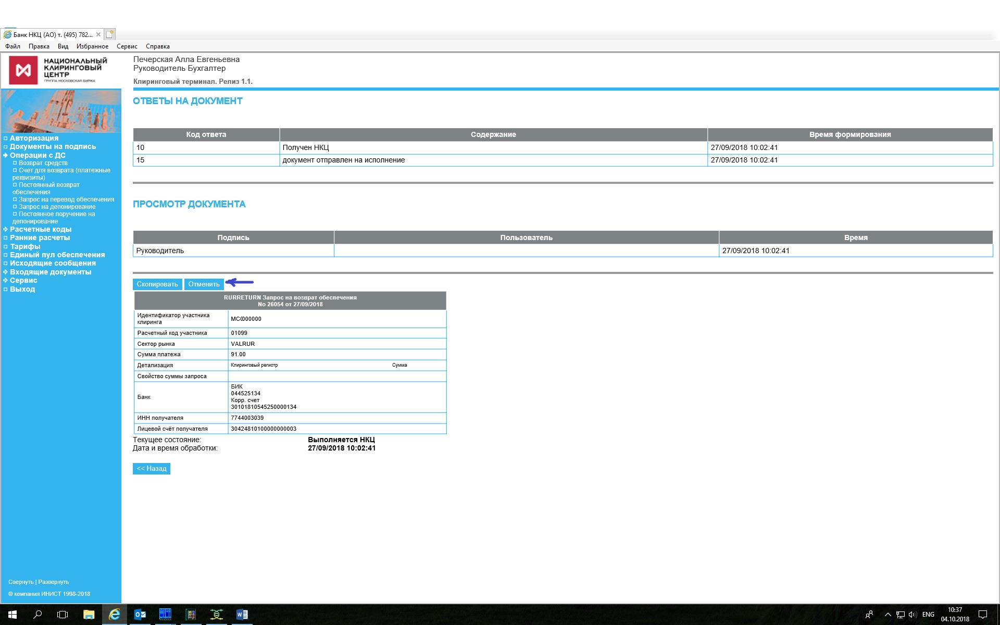 Банк НКЦ (АО) т. (495) 782...
Файл Правка Вид Избранное Сервис Справка
НАЦИОНАЛЬНЫЙ
КЛИРИНГОВЫЙ
ЦЕНТР
ГРУППА МОСКОВСКАЯ БИРЖА
Печерская Алла Евгеньевна
Руководитель Бухгалтер
Клиринговый терминал. Релиз 1.1.
Авторизация
Документы на подпись
Операции с ДС
Возврат средств
Счет для возврата (платежные
реквизиты)
Постоянный возврат
обеспечения
Запрос на перевод обеспечения
Запрос на депонирование
Постоянное поручение на
депонирование
Расчетные коды
Ранние расчеты
Тарифы
Единый пул обеспечения
Исходящие сообщения
Входящие документы
Сервис
Выход
Свернуть | Развернуть
© компания ИНИСТ 1998-2018
ОТВЕТЫ НА ДОКУМЕНТ
Код ответа Содержание Время формирования
10 Получен НКЦ 27/09/2018 10:02:41
15 документ отправлен на исполнение 27/09/2018 10:02:41
ПРОСМОТР ДОКУМЕНТА
Подпись Пользователь Время
Руководитель 27/09/2018 10:02:41
Скопировать Отменить
RURRETURN Запрос на возврат обеспечения
No 26054 от 27/09/2018
Идентификатор участника
клиринга
MC0000000
Расчетный код участника 01099
Сектор рынка VALRUR
Сумма платежа 91.00
Детализация Клиринговый регистр Сумма
Свойство суммы запроса
Банк
БИК
044525134
Корр. счет
30101810545250000134
ИНН получателя 7744003039
Лицевой счёт получателя 30424810100000000003
Текущее состояние: Выполняется НКЦ
Дата и время обработки: 27/09/2018 10:02:41
<< Назад
ENG
10:37
04.10.2018